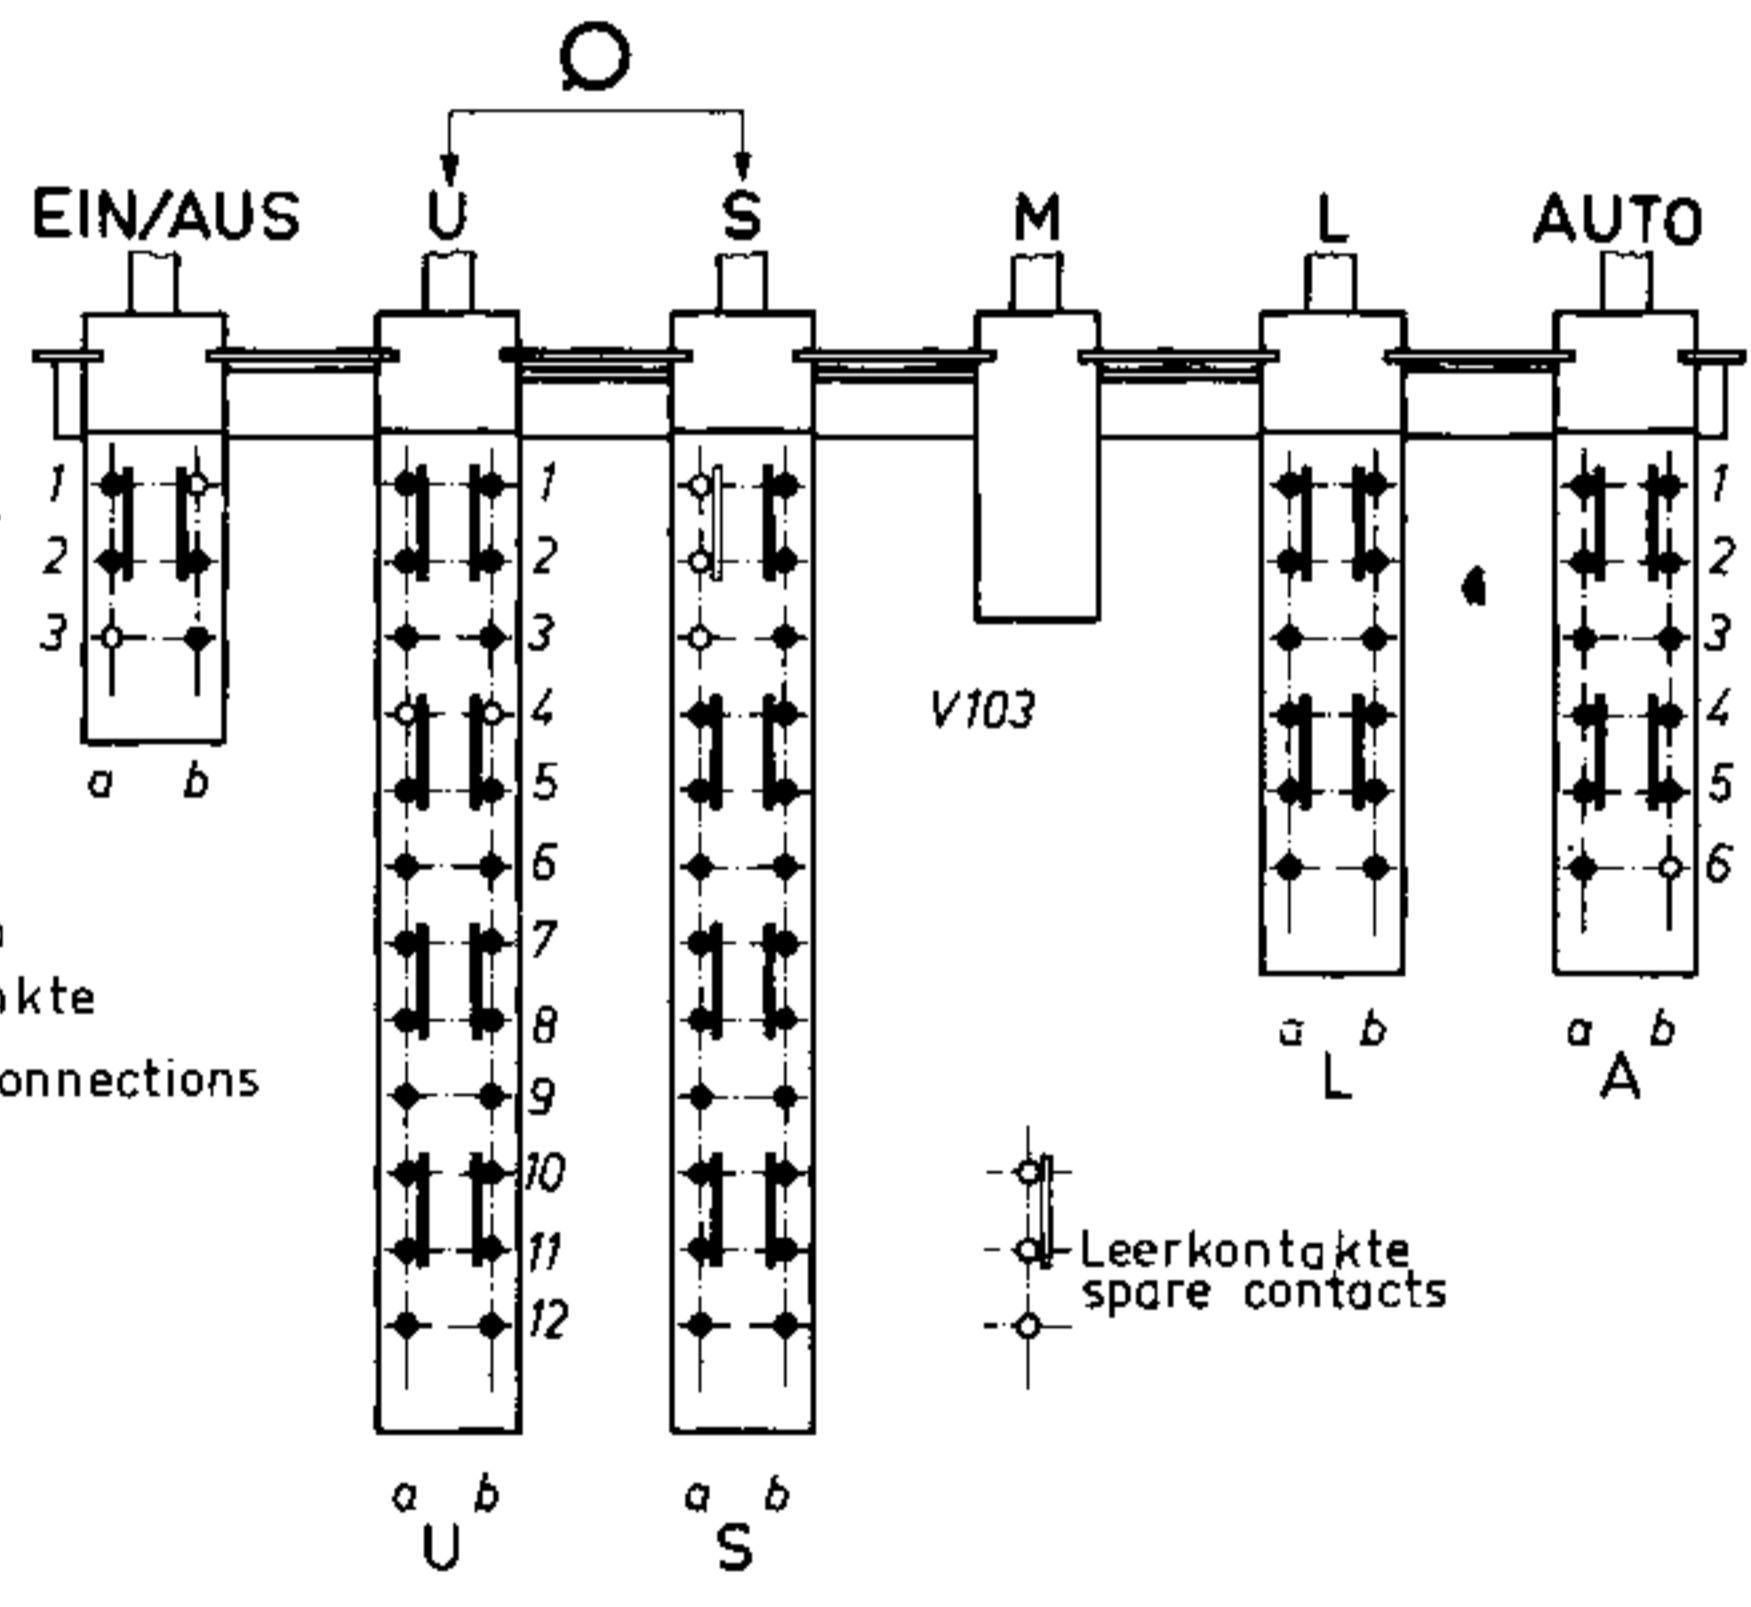 EIN/AUS U S M L AUTO
1 1 1
2 2 2
3 3 3
4 V103 4
a b 5 5
6 6
7
kte 8 a b a b
onnections 9 L A
10
11 Leerkontakte
spare contacts
12
a b a b
U S